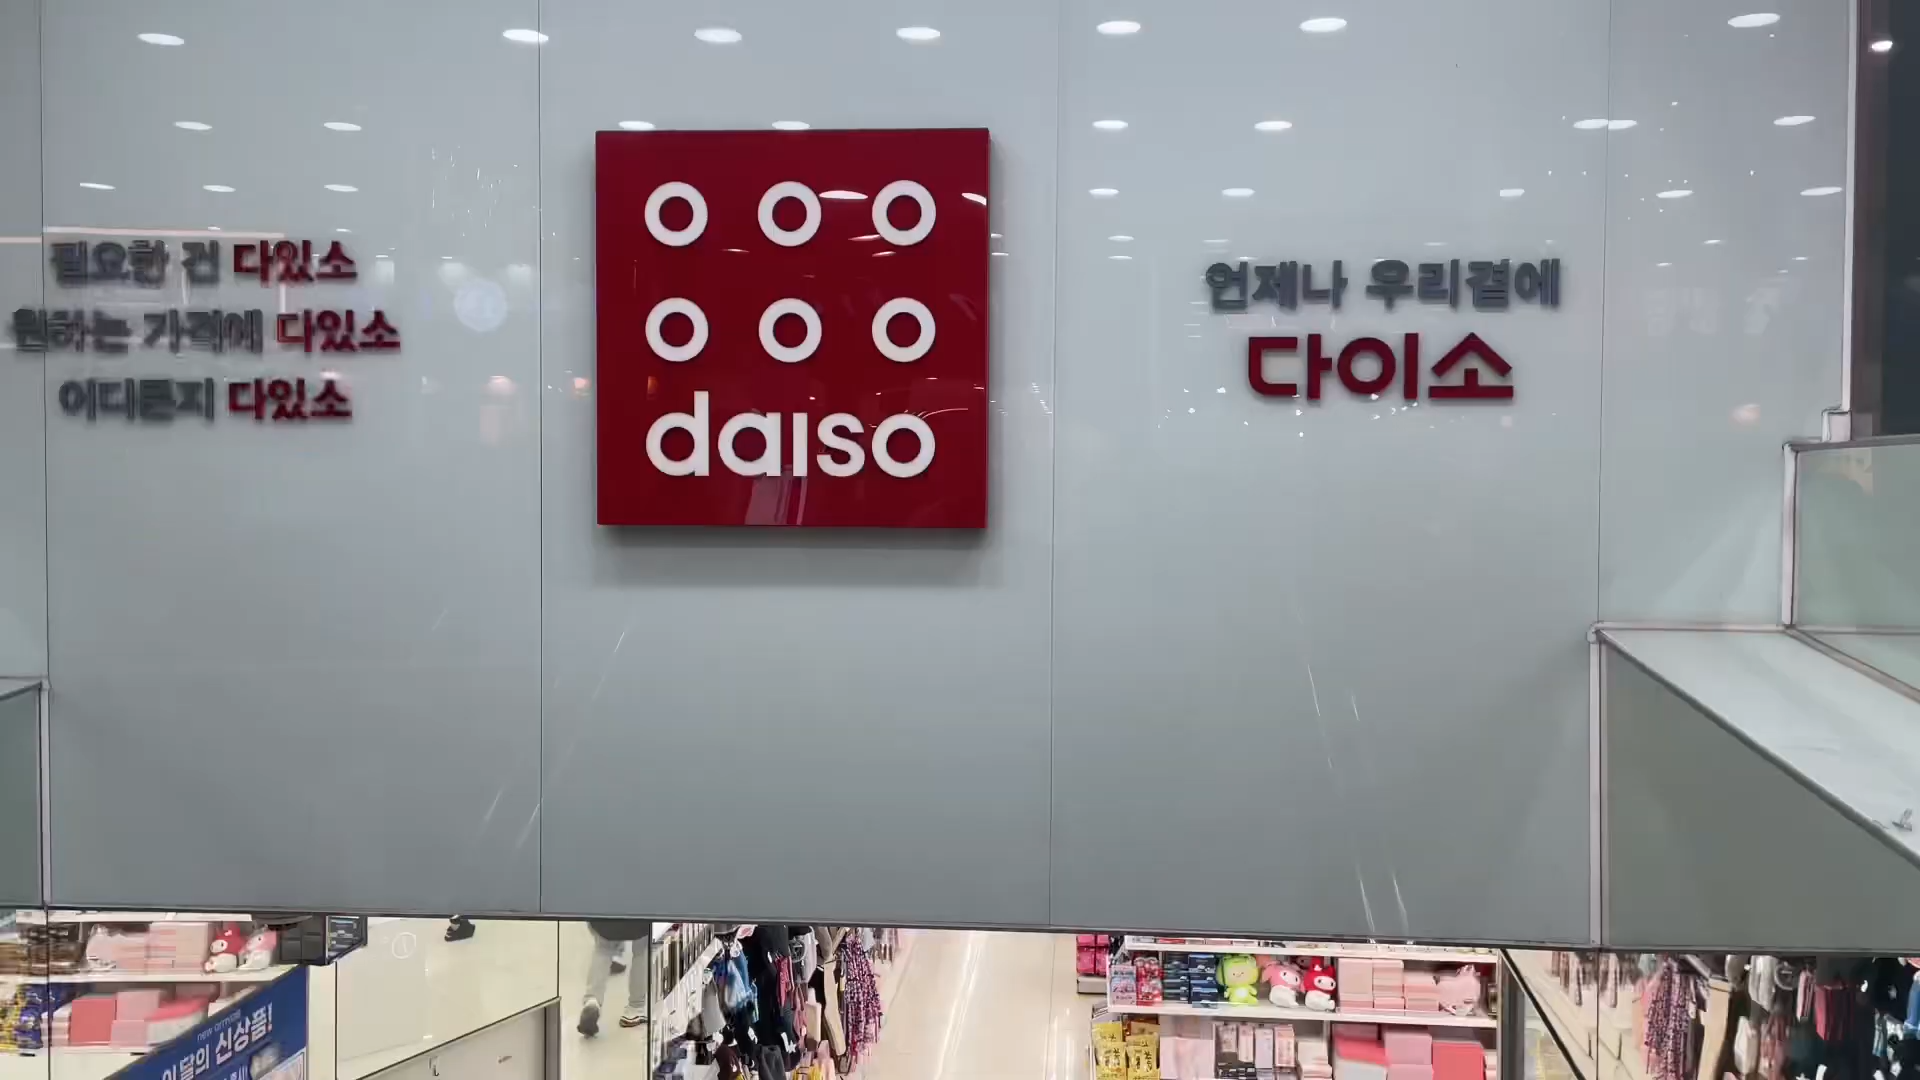 필요한 건 다있소
원하는 가격에 다있소
어디든지 다있소
daiso
언제나 우리곁에
다이소
new arrival
이달의 신상품!